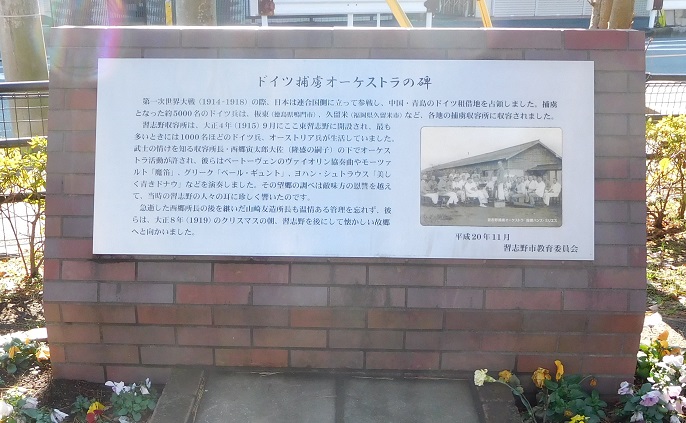 ドイツ捕虜オーケストラの碑
第一次世界大戦（1914-1918）の際、日本は連合国側に立って参戦し、中国・青島のドイツ租借地を占領しました。捕虜
となった約5000名のドイツ兵は、板東（徳島県鳴門市）、久留米（福岡県久留米市）など、各地の捕虜収容所に収容されました。
習志野収容所は、大正4年（1915）9月にここ東習志野に開設され、最も
多いときには1000名ほどのドイツ兵、オーストリア兵が生活していました。
武士の情けを知る収容所長・西郷寅太郎大佐（隆盛の嗣子）の下でオーケス
トラ活動が許され、彼らはベートーヴェンのヴァイオリン協奏曲やモーツァ
ルト「魔笛」、グリーク「ペール・ギュント」、ヨハン・シュトラウス「美し
く青きドナウ」などを演奏しました。その望郷の調べは敵味方の恩讐を越え
て、当時の習志野の人々の耳に珍しく響いたのです。
急逝した西郷所長の後を継いだ山崎友造所長も温情ある管理を忘れず、彼
らは、大正8年（1919）のクリスマスの朝、習志野を後にして懐かしい故郷
へと向かいました。
平成20年11月
習志野市教育委員会